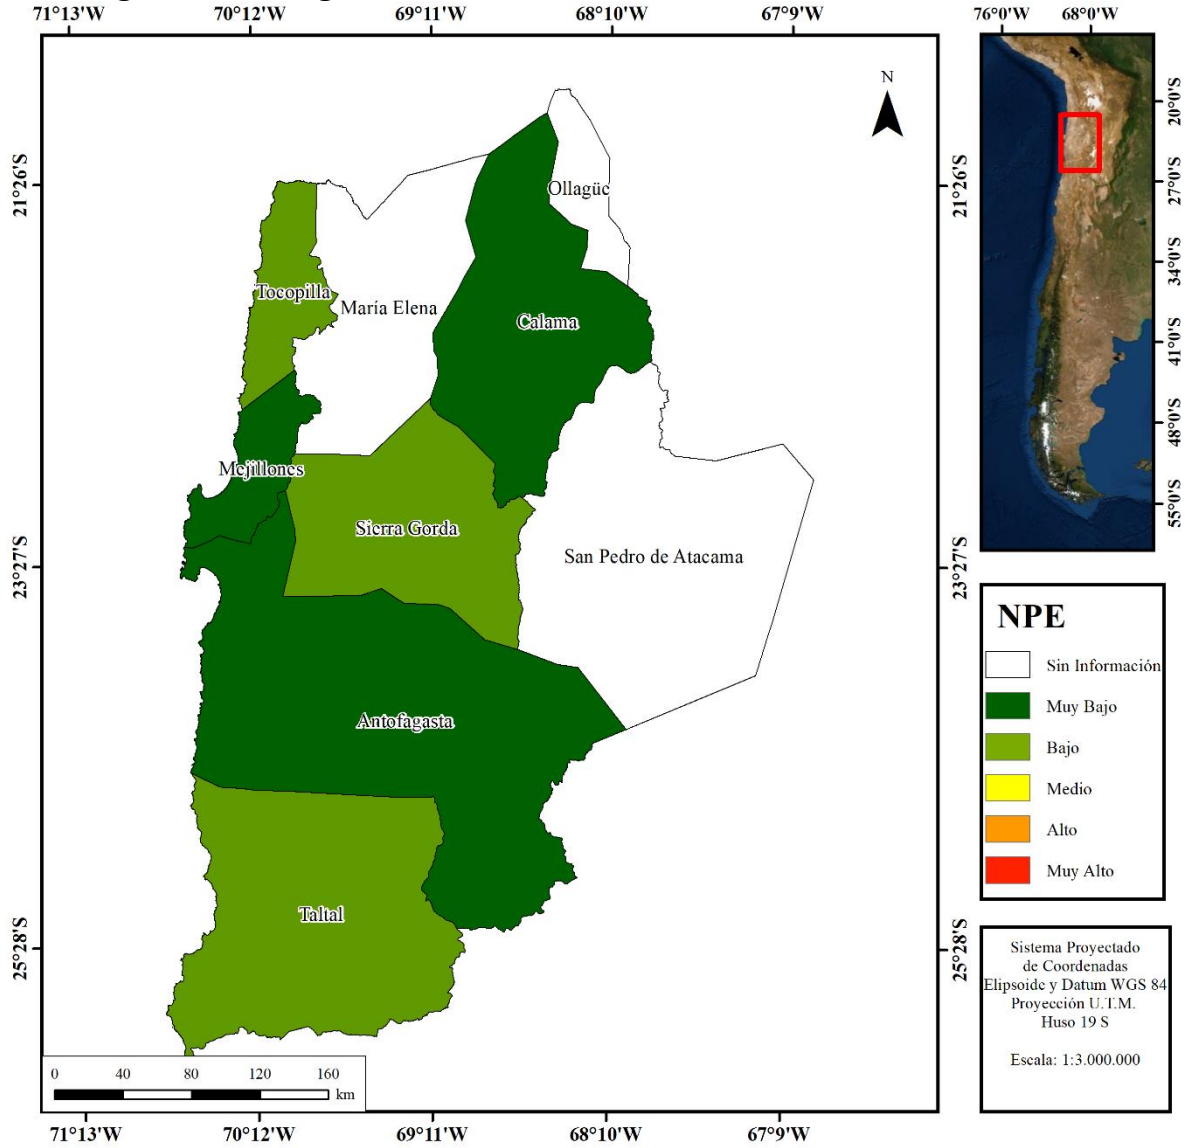 71°13'W 70°12'W 69°11'W 68°10'W 67°9'W
76°0'W 68°0'W
N
21°26'S
23°27'S
25°28'S
Ollagüe
Tocopilla
María Elena
Calama
Mejillones
Sierra Gorda
San Pedro de Atacama
Antofagasta
Taltal
21°26'S
23°27'S
25°28'S
0 40 80 120 160
km
71°13'W 70°12'W 69°11'W 68°10'W 67°9'W
20°0'S
27°0'S
34°0'S
41°0'S
48°0'S
55°0'S
NPE
Sin Información
Muy Bajo
Bajo
Medio
Alto
Muy Alto
Sistema Proyectado
de Coordenadas
Elipsoide y Datum WGS 84
Proyección U.T.M.
Huso 19 S
Escala: 1:3.000.000